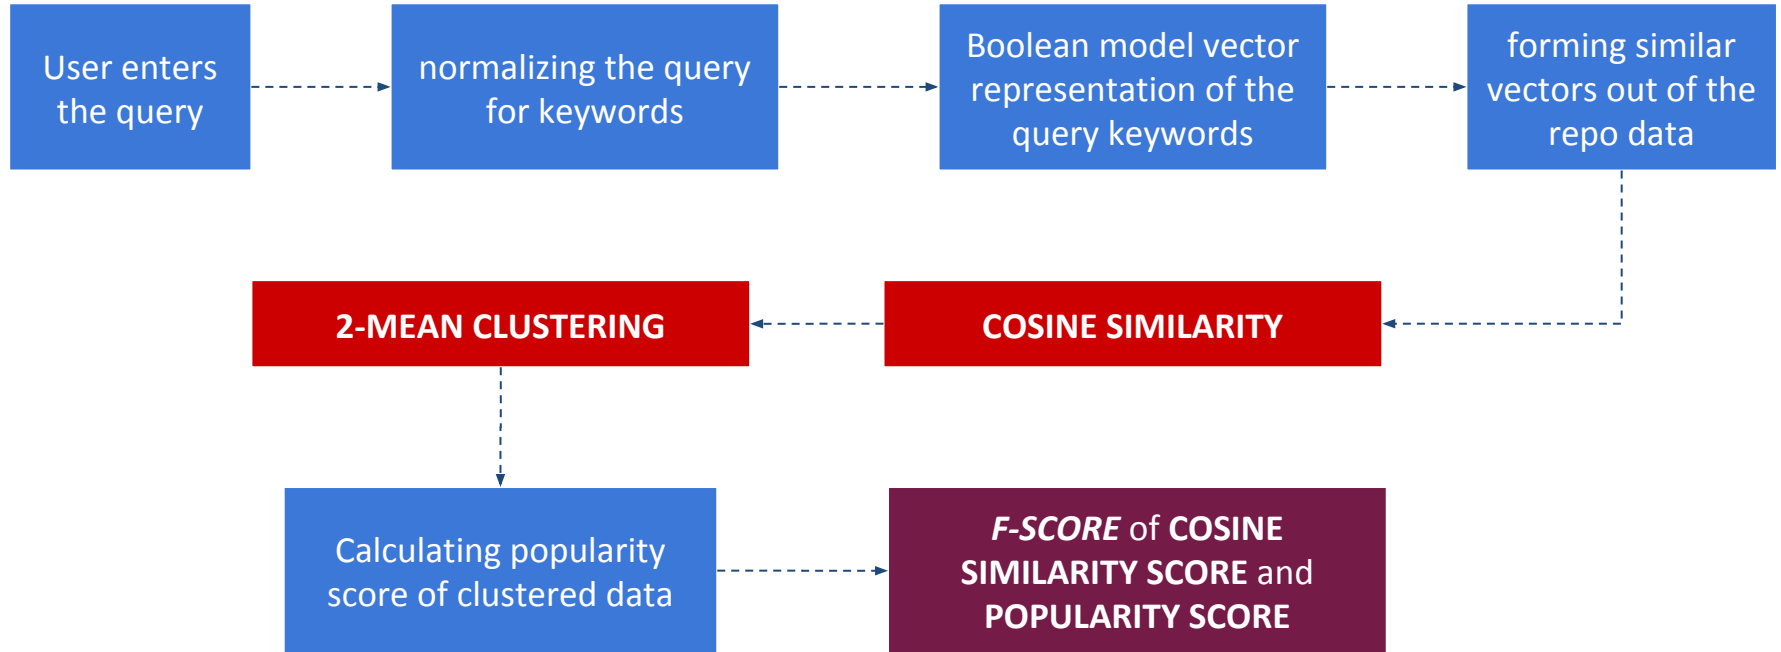 User enters
the query
normalizing the query
for keywords
Boolean model vector
representation of the
query keywords
forming similar
vectors out of the
repo data
COSINE SIMILARITY
2-MEAN CLUSTERING
Calculating popularity
score of clustered data
F-SCORE of COSINE
SIMILARITY SCORE and
POPULARITY SCORE